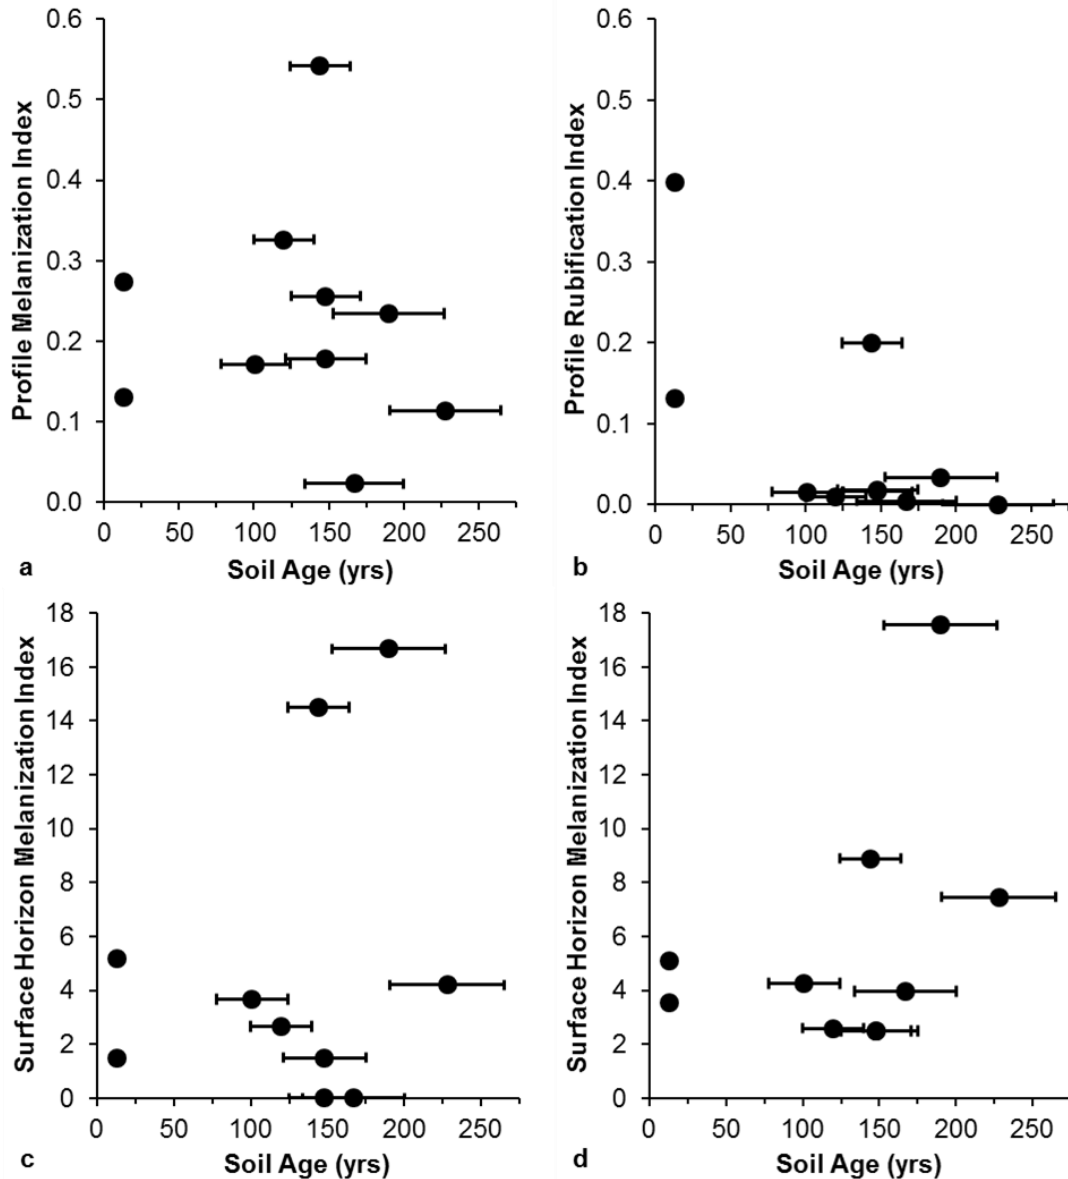 Profile Melanization Index
0.6
0.5
0.4
0.3
0.2
0.1
0.0
0 50 100 150 200 250
a Soil Age (yrs)
Profile Rubification Index
0.6
0.5
0.4
0.3
0.2
0.1
0.0
0 50 100 150 200 250
b Soil Age (yrs)
Surface Horizon Melanization Index
18
16
14
12
10
8
6
4
2
0
0 50 100 150 200 250
c Soil Age (yrs)
Surface Horizon Melanization Index
18
16
14
12
10
8
6
4
2
0
0 50 100 150 200 250
d Soil Age (yrs)